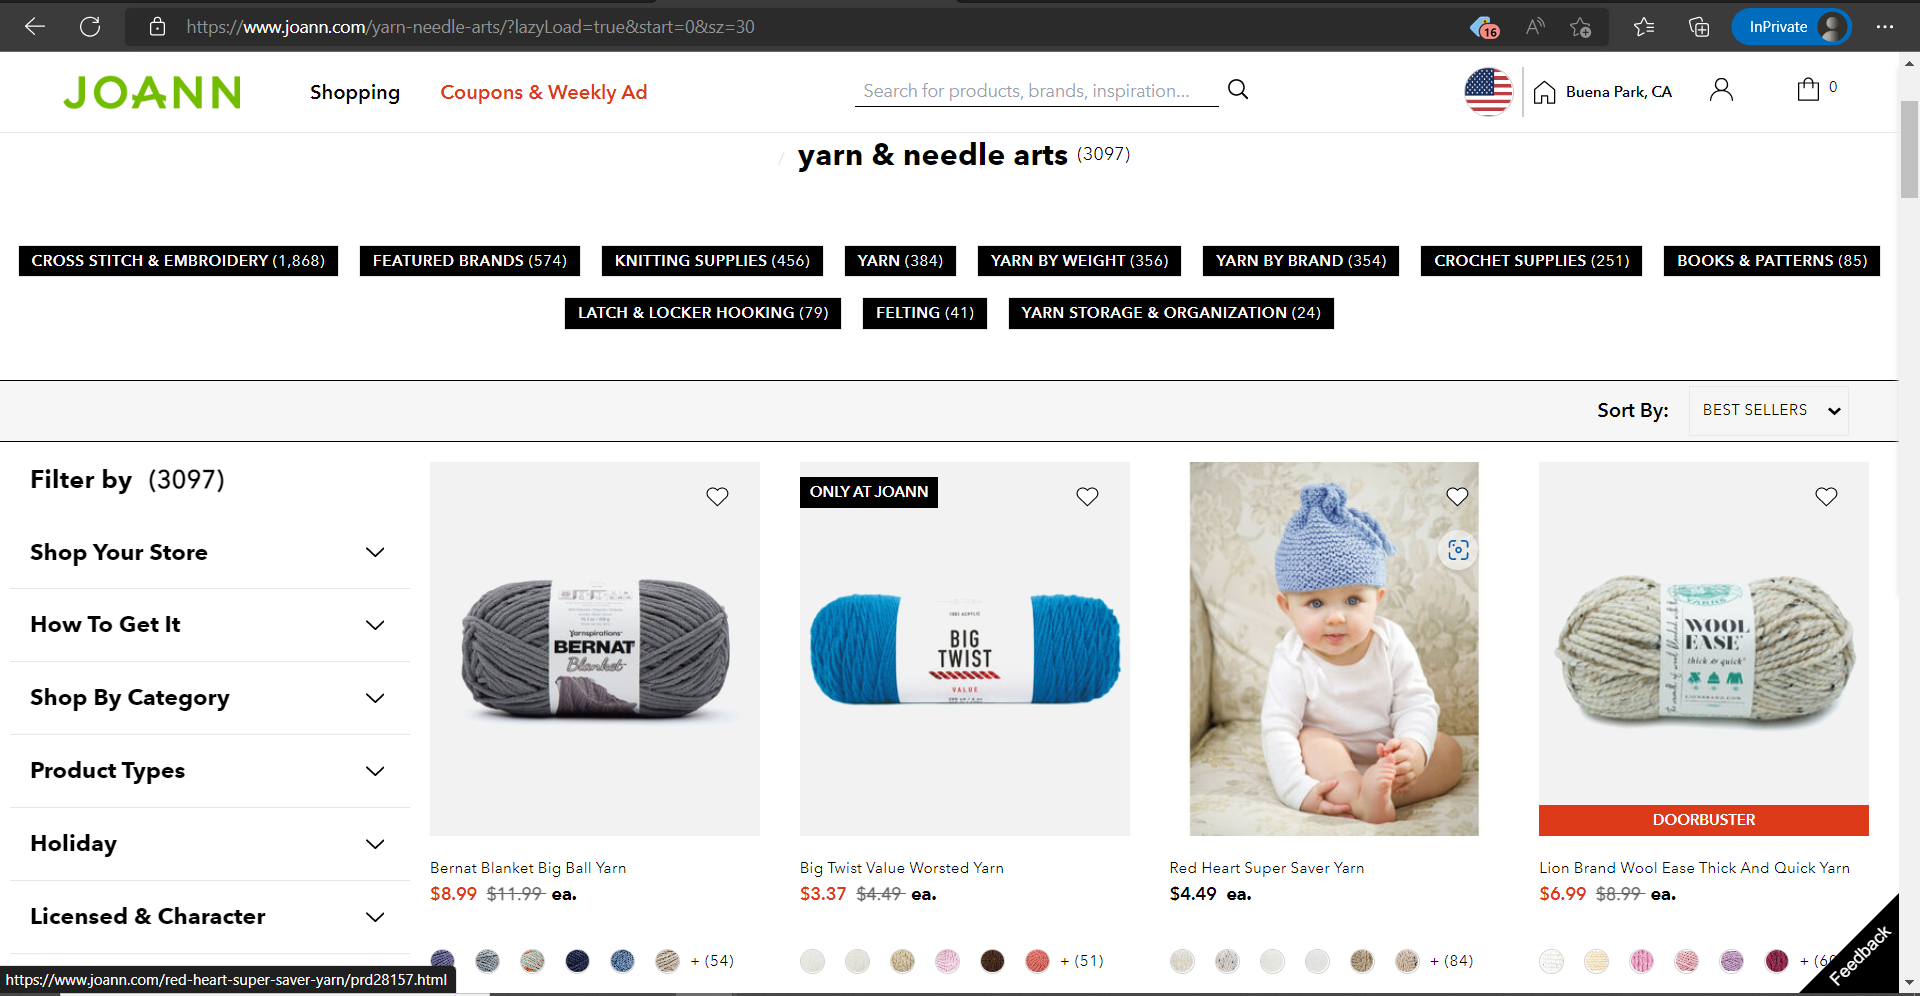 https://www.joann.com/yarn-needle-arts/?lazyLoad=true&start=0&sz=30
16
InPrivate
JOANN
Shopping
Coupons & Weekly Ad
Search for products, brands, inspiration...
Buena Park, CA
0
/ yarn & needle arts (3097)
CROSS STITCH & EMBROIDERY (1,868)
FEATURED BRANDS (574)
KNITTING SUPPLIES (456)
YARN (384)
YARN BY WEIGHT (356)
YARN BY BRAND (354)
CROCHET SUPPLIES (251)
BOOKS & PATTERNS (85)
LATCH & LOCKER HOOKING (79)
FELTING (41)
YARN STORAGE & ORGANIZATION (24)
Sort By:
BEST SELLERS
Filter by (3097)
Shop Your Store
How To Get It
Shop By Category
Product Types
Holiday
Licensed & Character
Yarnspirations
BERNAT
Blanket
Bernat Blanket Big Ball Yarn
$8.99 $11.99 ea.
+ (54)
ONLY AT JOANN
100% ACRYLIC
BIG
TWIST
VALUE
Big Twist Value Worsted Yarn
$3.37 $4.49 ea.
+ (51)
Red Heart Super Saver Yarn
$4.49 ea.
+ (84)
YARNS
WOOL
EASE
thick & quick
LIONBRAND.COM
DOORBUSTER
Lion Brand Wool Ease Thick And Quick Yarn
$6.99 $8.99 ea.
Feedback
https://www.joann.com/red-heart-super-saver-yarn/prd28157.html